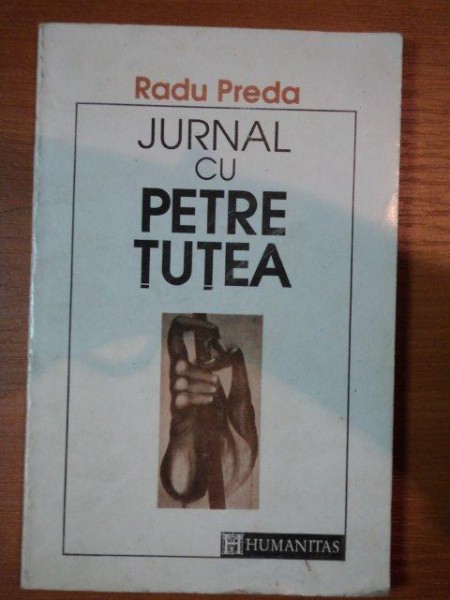 Radu Preda
JURNAL
CU
PETRE
ȚUȚEA
H HUMANITAS